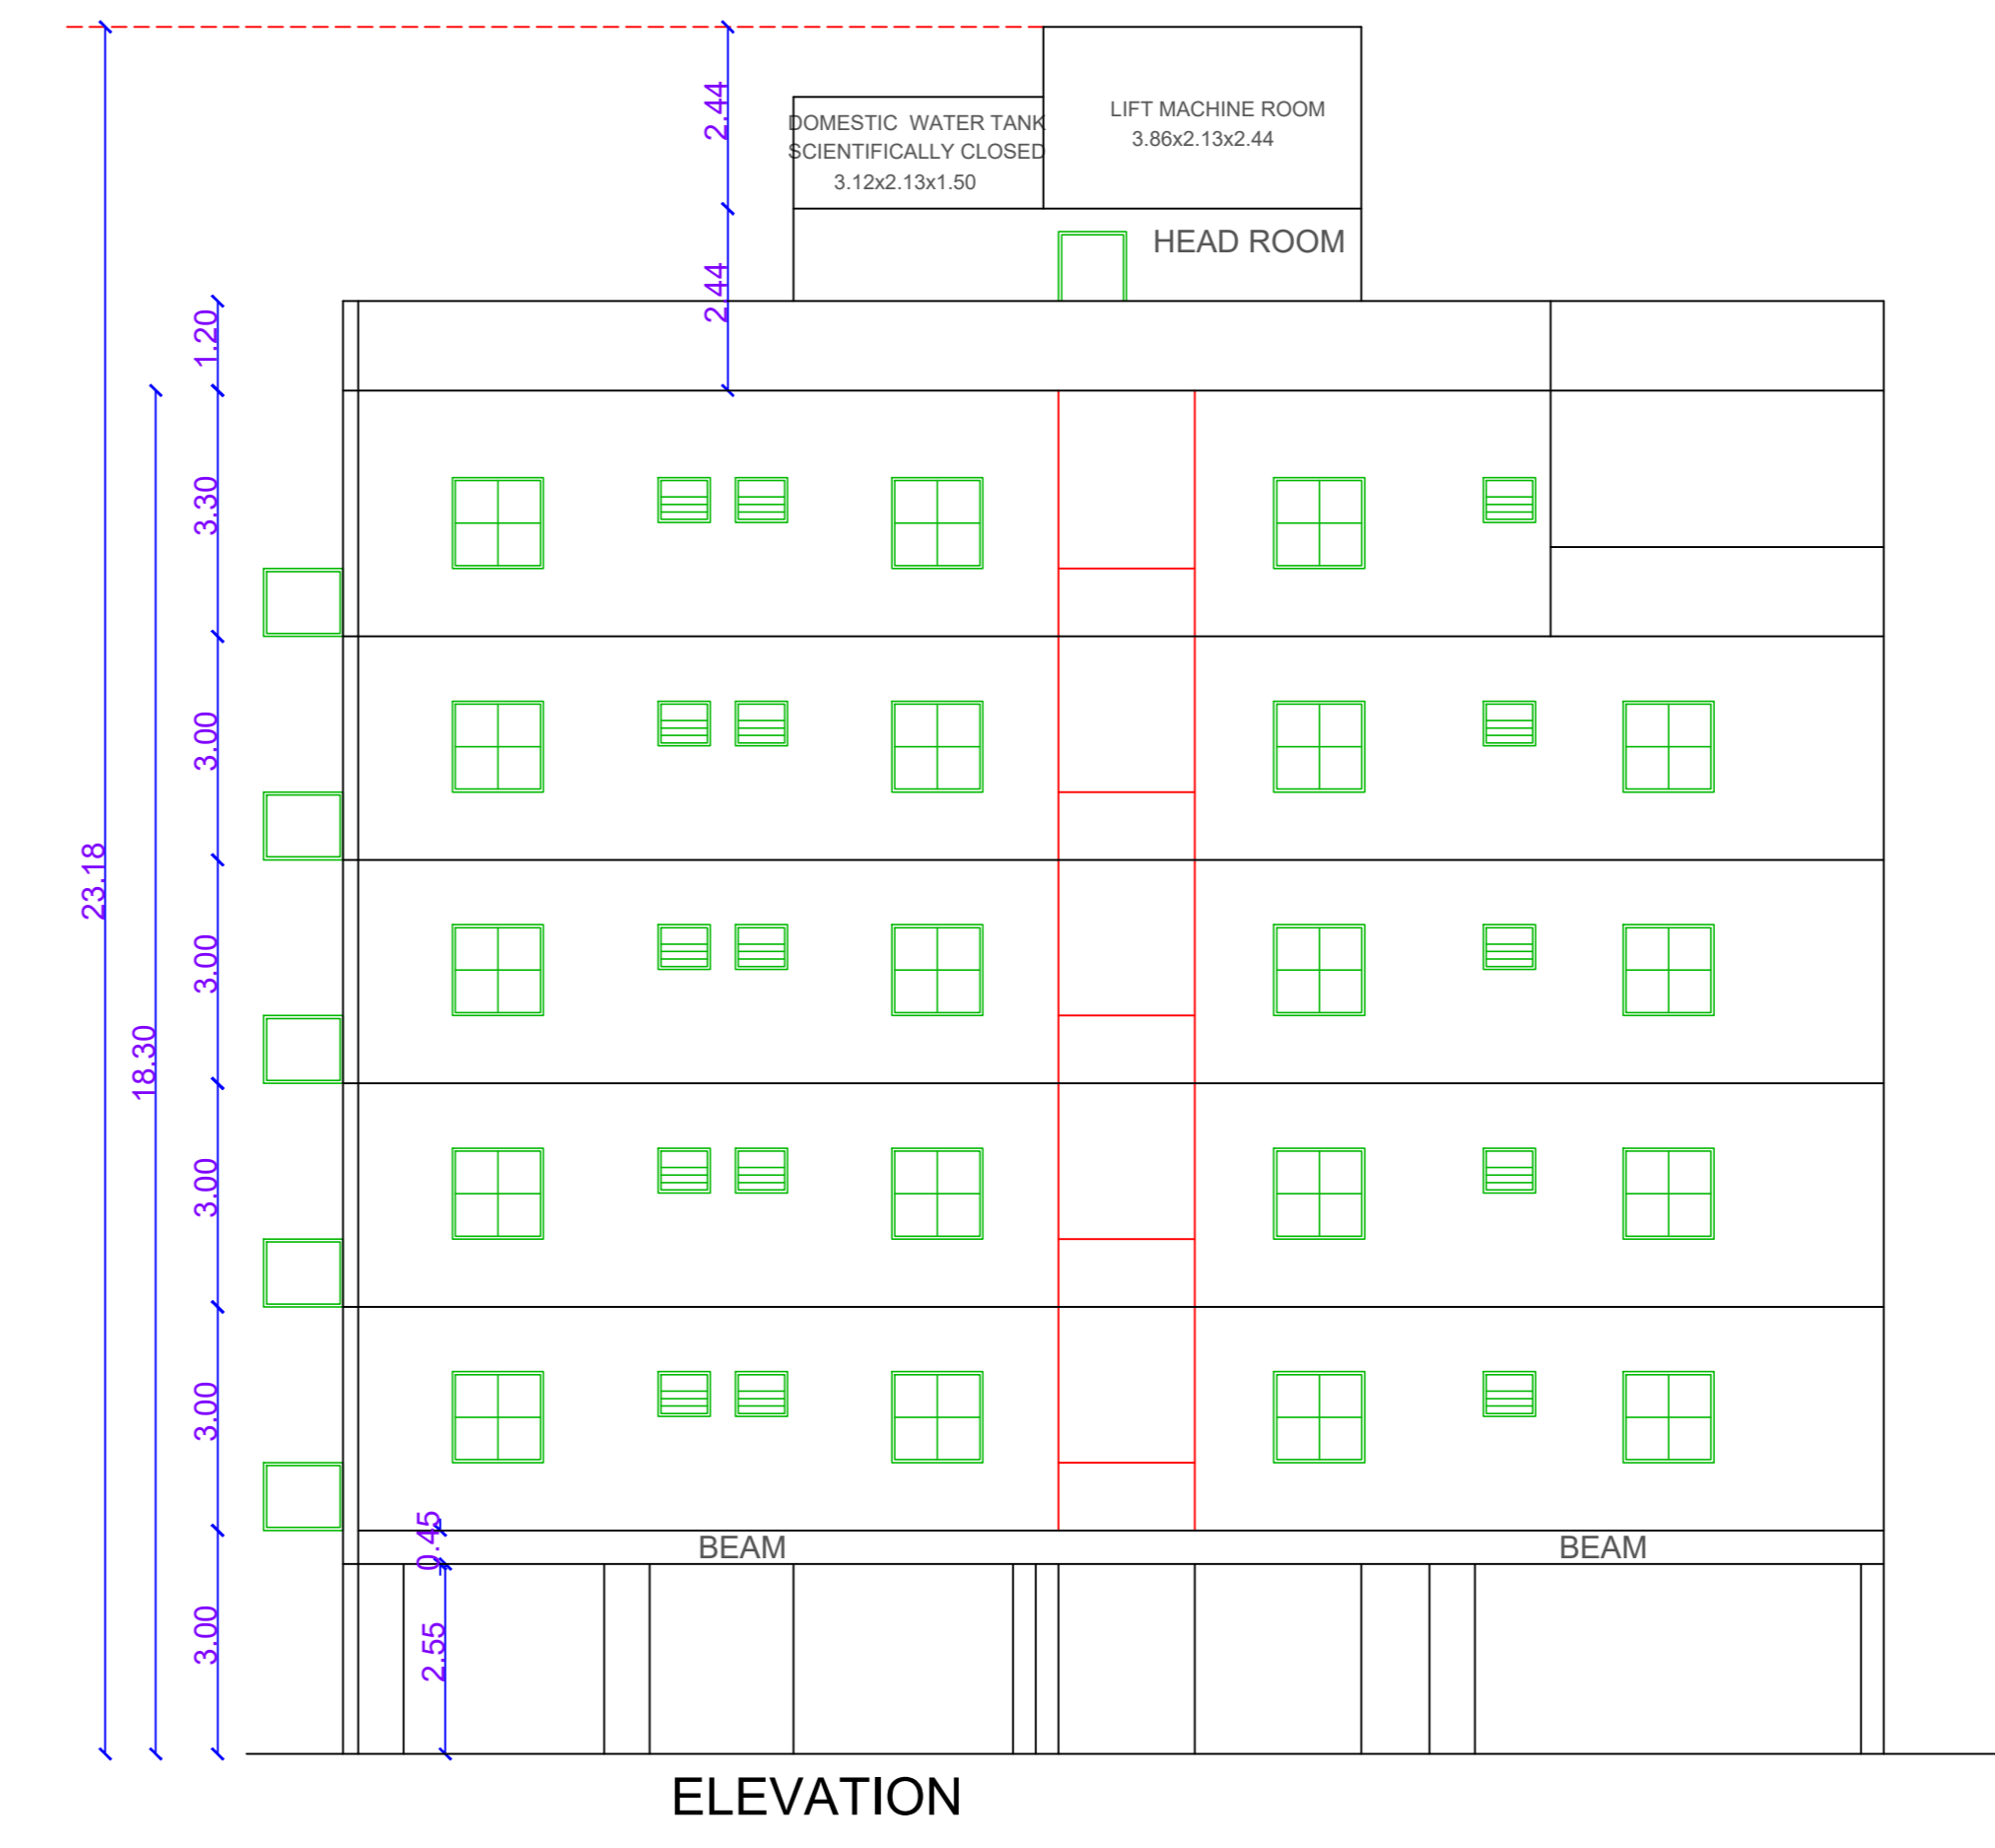 2.44
LIFT MACHINE ROOM
3.86x2.13x2.44
DOMESTIC WATER TANK
SCIENTIFICALLY CLOSED
3.12x2.13x1.50
HEAD ROOM
2.44
1.20
3.30
3.00
23.18
3.00
18.30
3.00
3.00
0.45
BEAM
BEAM
3.00
2.55
ELEVATION